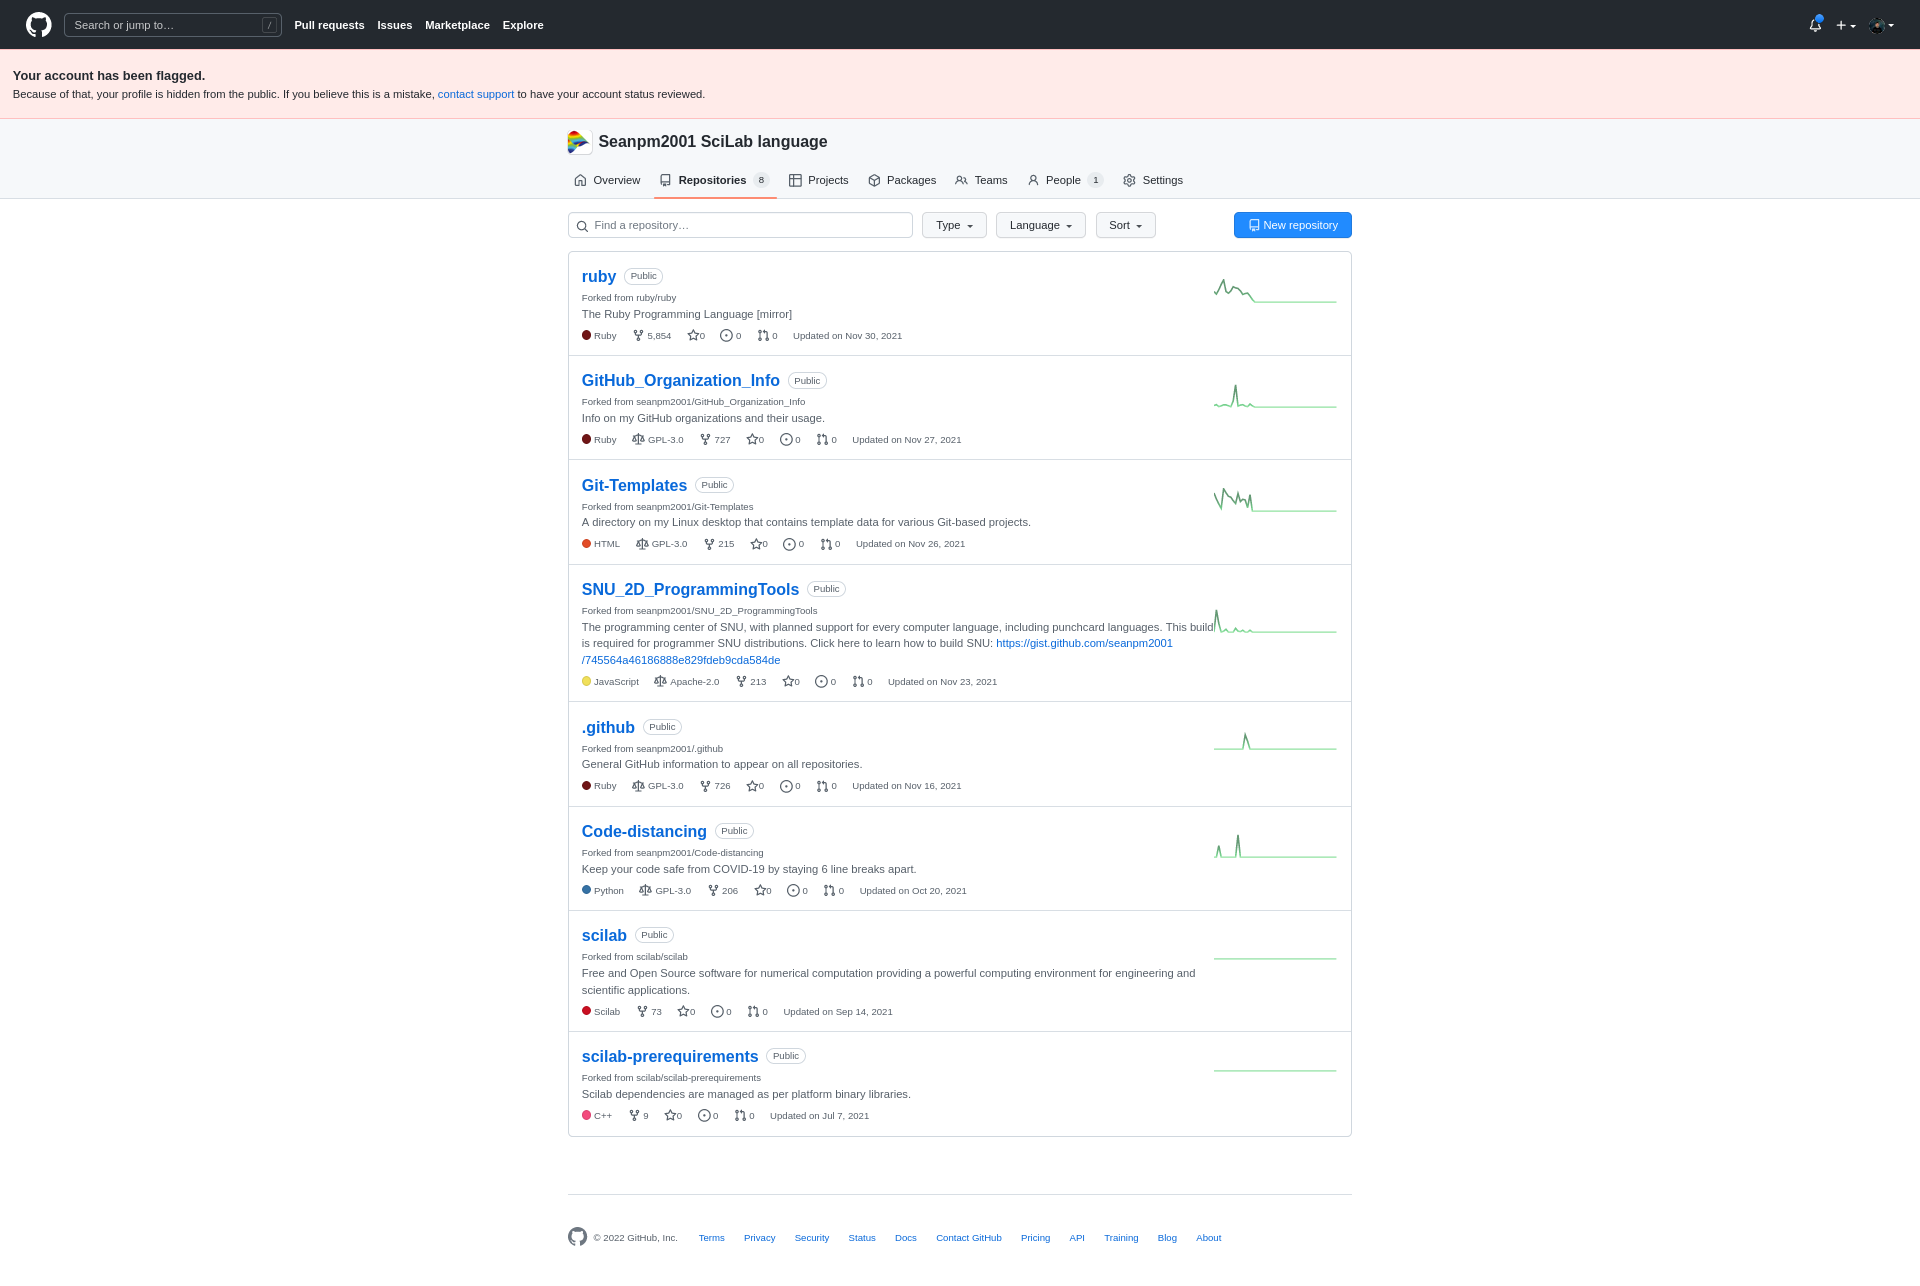 Search or jump to… /
Pull requests Issues Marketplace Explore
Your account has been flagged.
Because of that, your profile is hidden from the public. If you believe this is a mistake, contact support to have your account status reviewed.
Seanpm2001 SciLab language
Overview Repositories 8 Projects Packages Teams People 1 Settings
Find a repository… Type Language Sort New repository
ruby Public
Forked from ruby/ruby
The Ruby Programming Language [mirror]
Ruby 5,854 0 0 0 Updated on Nov 30, 2021
GitHub_Organization_Info Public
Forked from seanpm2001/GitHub_Organization_Info
Info on my GitHub organizations and their usage.
Ruby GPL-3.0 727 0 0 0 Updated on Nov 27, 2021
Git-Templates Public
Forked from seanpm2001/Git-Templates
A directory on my Linux desktop that contains template data for various Git-based projects.
HTML GPL-3.0 215 0 0 0 Updated on Nov 26, 2021
SNU_2D_ProgrammingTools Public
Forked from seanpm2001/SNU_2D_ProgrammingTools
The programming center of SNU, with planned support for every computer language, including punchcard languages. This build
is required for programmer SNU distributions. Click here to learn how to build SNU: https://gist.github.com/seanpm2001
/745564a46186888e829fdeb9cda584de
JavaScript Apache-2.0 213 0 0 0 Updated on Nov 23, 2021
.github Public
Forked from seanpm2001/.github
General GitHub information to appear on all repositories.
Ruby GPL-3.0 726 0 0 0 Updated on Nov 16, 2021
Code-distancing Public
Forked from seanpm2001/Code-distancing
Keep your code safe from COVID-19 by staying 6 line breaks apart.
Python GPL-3.0 206 0 0 0 Updated on Oct 20, 2021
scilab Public
Forked from scilab/scilab
Free and Open Source software for numerical computation providing a powerful computing environment for engineering and
scientific applications.
Scilab 73 0 0 0 Updated on Sep 14, 2021
scilab-prerequirements Public
Forked from scilab/scilab-prerequirements
Scilab dependencies are managed as per platform binary libraries.
C++ 9 0 0 0 Updated on Jul 7, 2021
© 2022 GitHub, Inc. Terms Privacy Security Status Docs Contact GitHub Pricing API Training Blog About